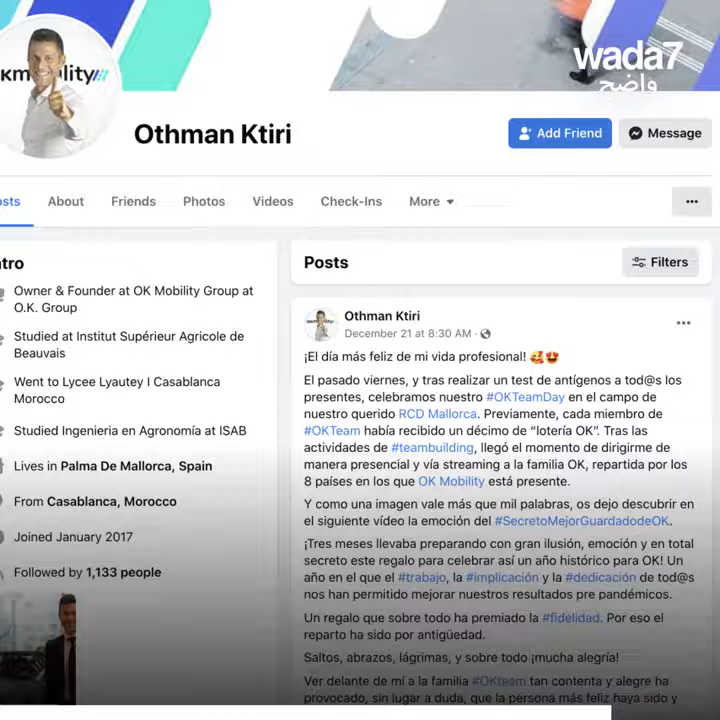 wada7
واضح
Othman Ktiri
Add Friend
Message
About
Friends
Photos
Videos
Check-Ins
More
Owner & Founder at OK Mobility Group at
O.K. Group
Studied at Institut Supérieur Agricole de
Beauvais
Went to Lycee Lyautey I Casablanca
Morocco
Studied Ingenieria en Agronomía at ISAB
Lives in Palma De Mallorca, Spain
From Casablanca, Morocco
Joined January 2017
Followed by 1,133 people
Posts
Filters
Othman Ktiri
December 21 at 8:30 AM ·
¡El día más feliz de mi vida profesional! 🥰😍
El pasado viernes, y tras realizar un test de antígenos a tod@s los
presentes, celebramos nuestro #OKTeamDay en el campo de
nuestro querido RCD Mallorca. Previamente, cada miembro de
#OKTeam había recibido un décimo de “lotería OK”. Tras las
actividades de #teambuilding, llegó el momento de dirigirme de
manera presencial y vía streaming a la familia OK, repartida por los
8 países en los que OK Mobility está presente.
Y como una imagen vale más que mil palabras, os dejo descubrir en
el siguiente vídeo la emoción del #SecretoMejorGuardadodeOK.
¡Tres meses llevaba preparando con gran ilusión, emoción y en total
secreto este regalo para celebrar así un año histórico para OK! Un
año en el que el #trabajo, la #implicación y la #dedicación de tod@s
nos han permitido mejorar nuestros resultados pre pandémicos.
Un regalo que sobre todo ha premiado la #fidelidad. Por eso el
reparto ha sido por antigüedad.
Saltos, abrazos, lágrimas, y sobre todo ¡mucha alegría!
Ver delante de mí a la familia #OKteam tan contenta y alegre ha
provocado, sin lugar a duda, que la persona más feliz haya sido y